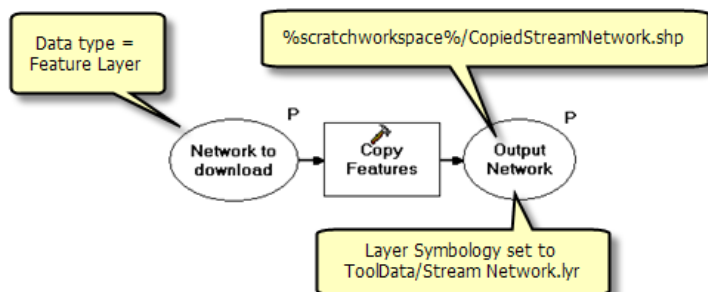 Data type =
Feature Layer
%scratchworkspace%/CopiedStreamNetwork.shp
P
P
Network to
download
Copy
Features
Output
Network
Layer Symbology set to
ToolData/Stream Network.lyr